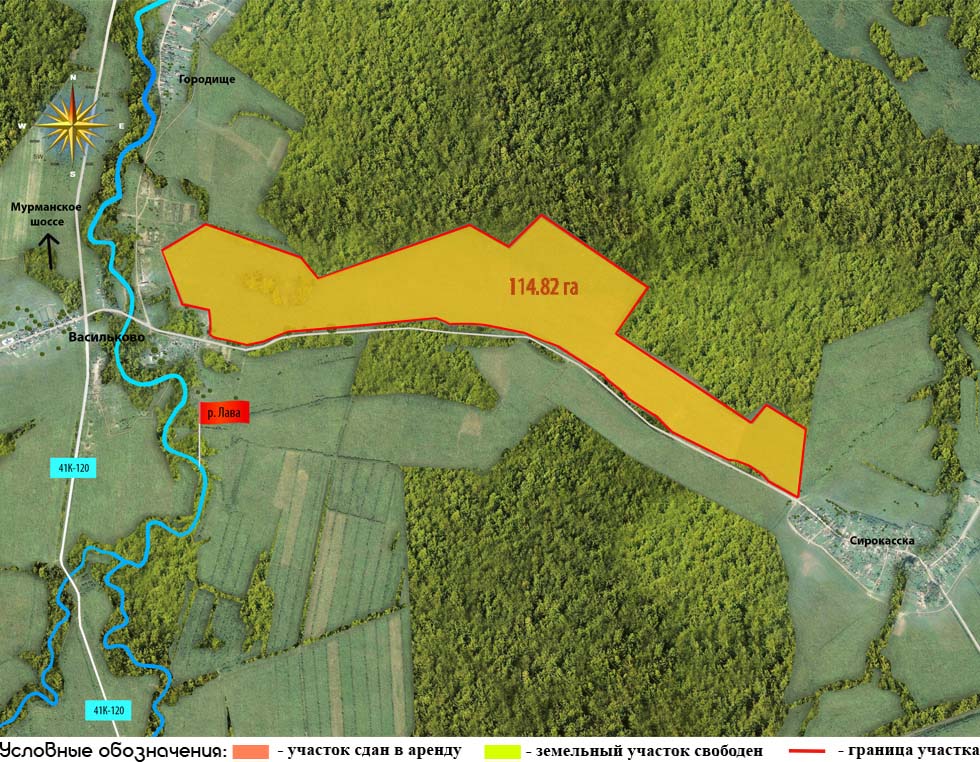 Городище
N
W
E
SW
S
Мурманское
шоссе
114.82 га
Васильково
р. Лава
41К-120
Сирокасска
41К-120
Условные обозначения: - участок сдан в аренду - земельный участок свободен - граница участка